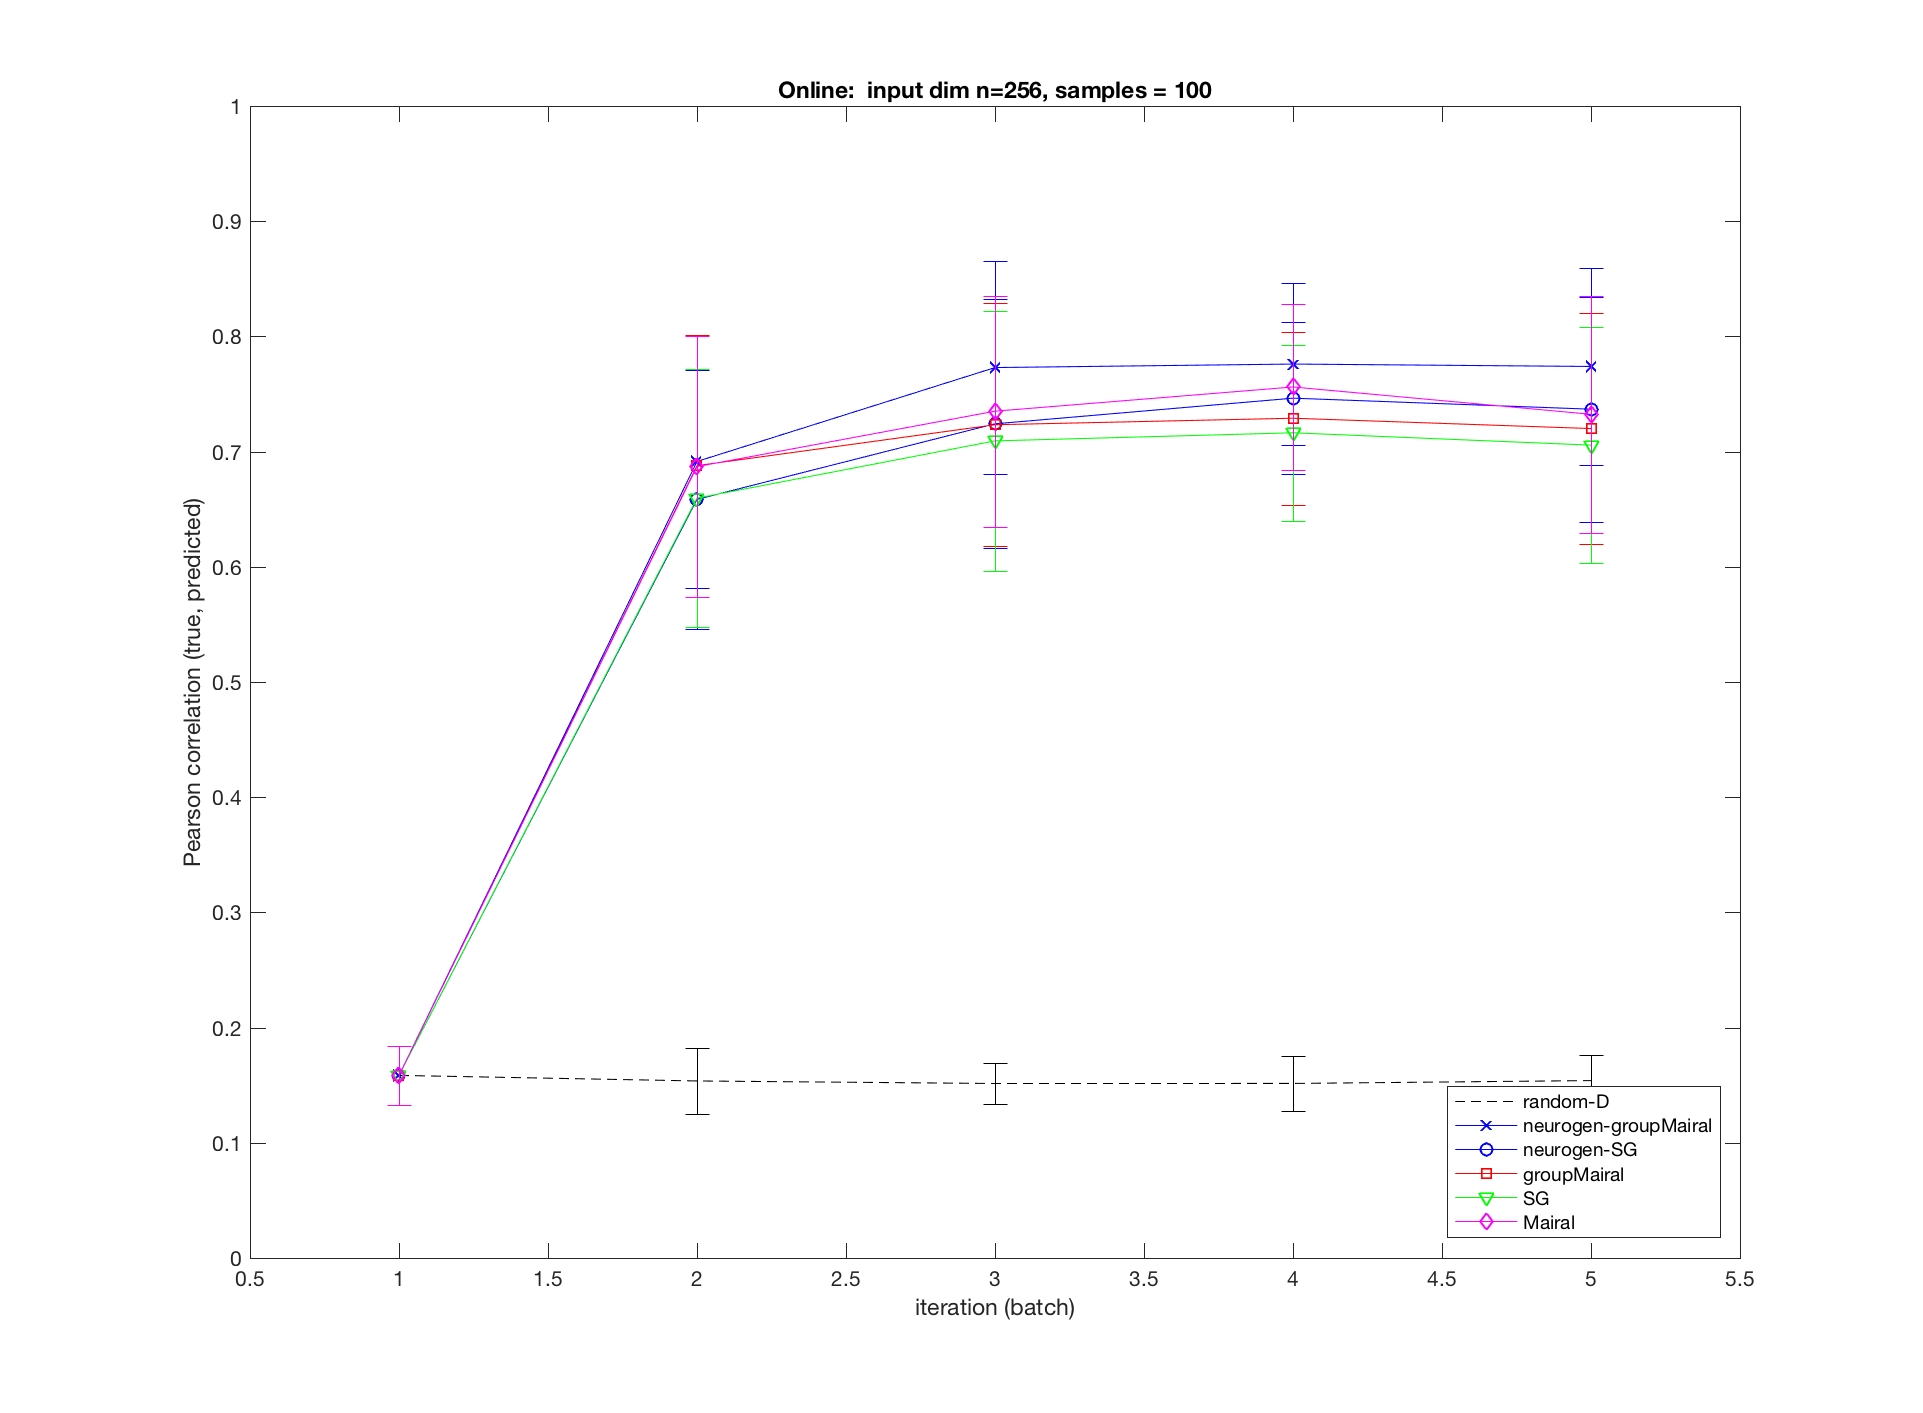 Online:  input dim n=256, samples = 100
1
0.9
0.8
0.7
0.6
0.5
0.4
0.3
0.2
0.1
0
Pearson correlation (true, predicted)
0.5 1 1.5 2 2.5 3 3.5 4 4.5 5 5.5
iteration (batch)
random-D
neurogen-groupMairal
neurogen-SG
groupMairal
SG
Mairal